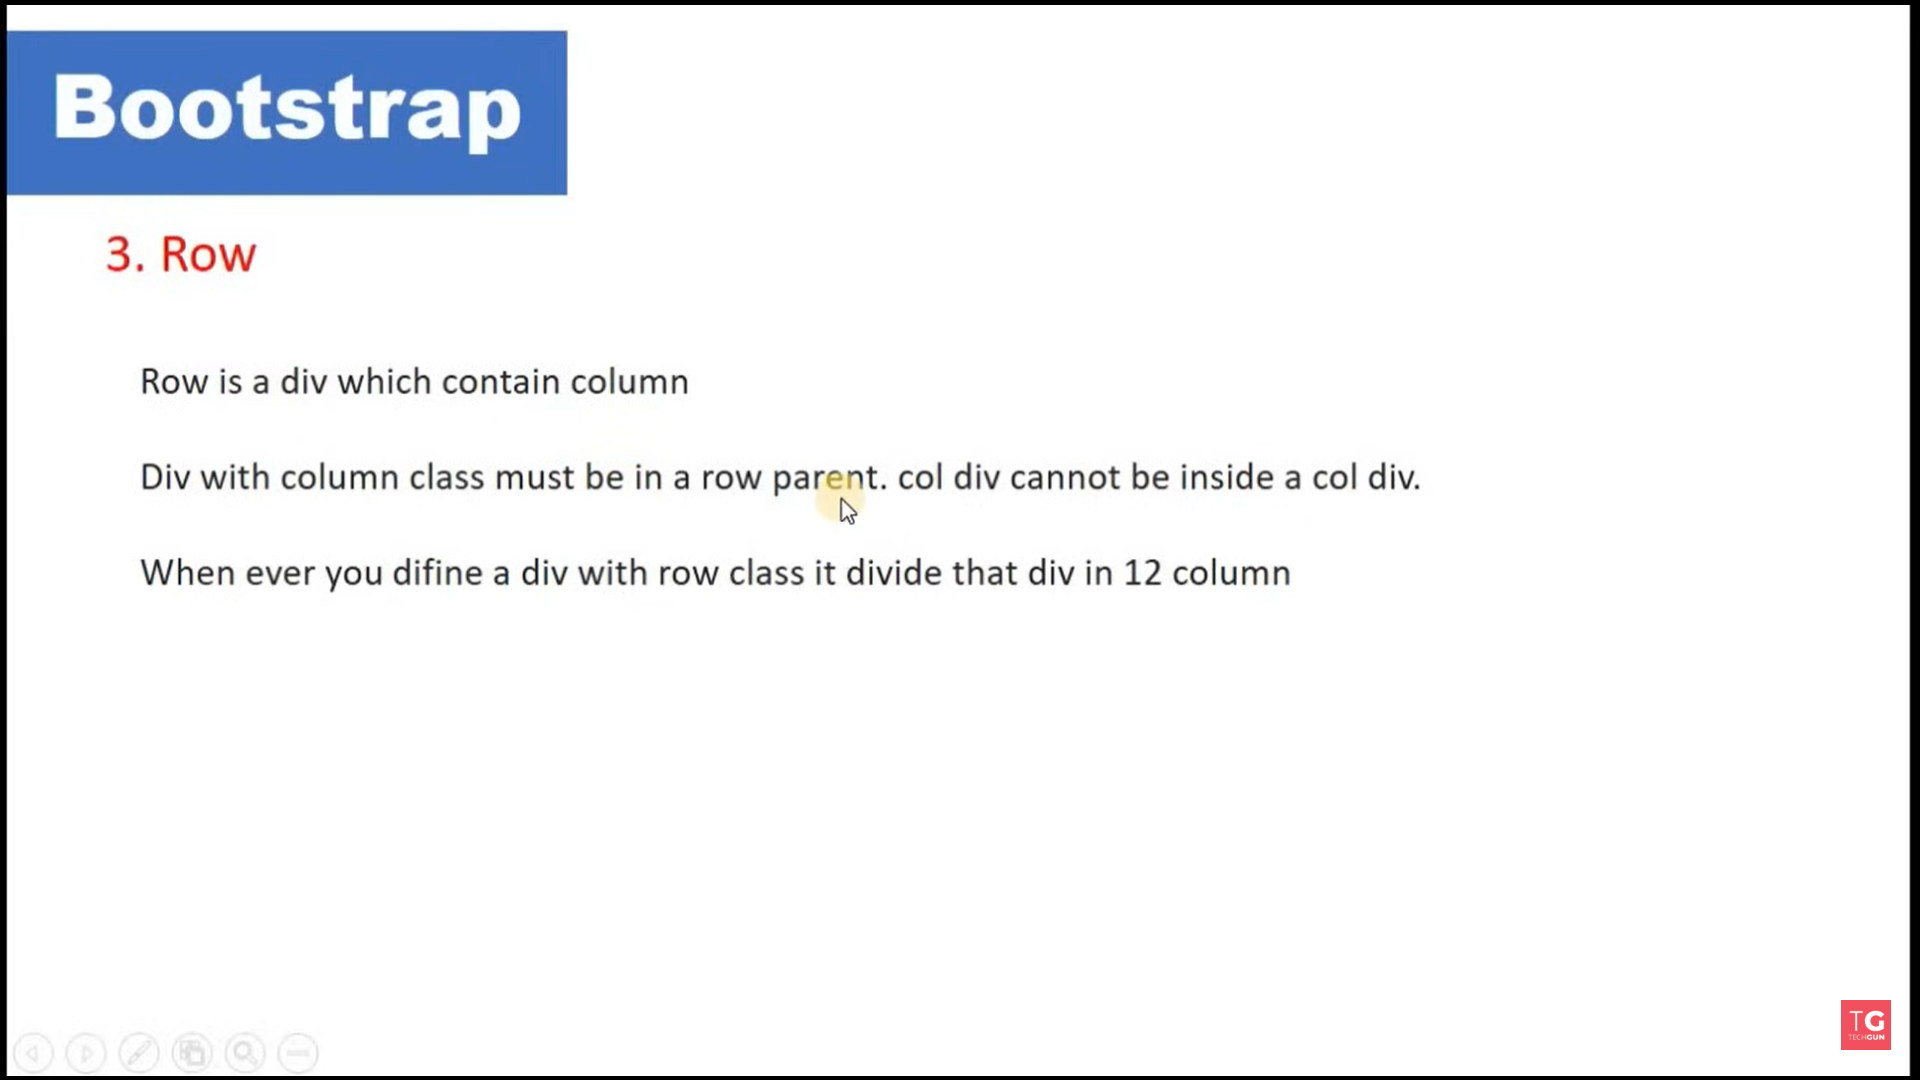 Bootstrap
3. Row
Row is a div which contain column
Div with column class must be in a row parent. col div cannot be inside a col div.
When ever you difine a div with row class it divide that div in 12 column
TG
TECHGUN